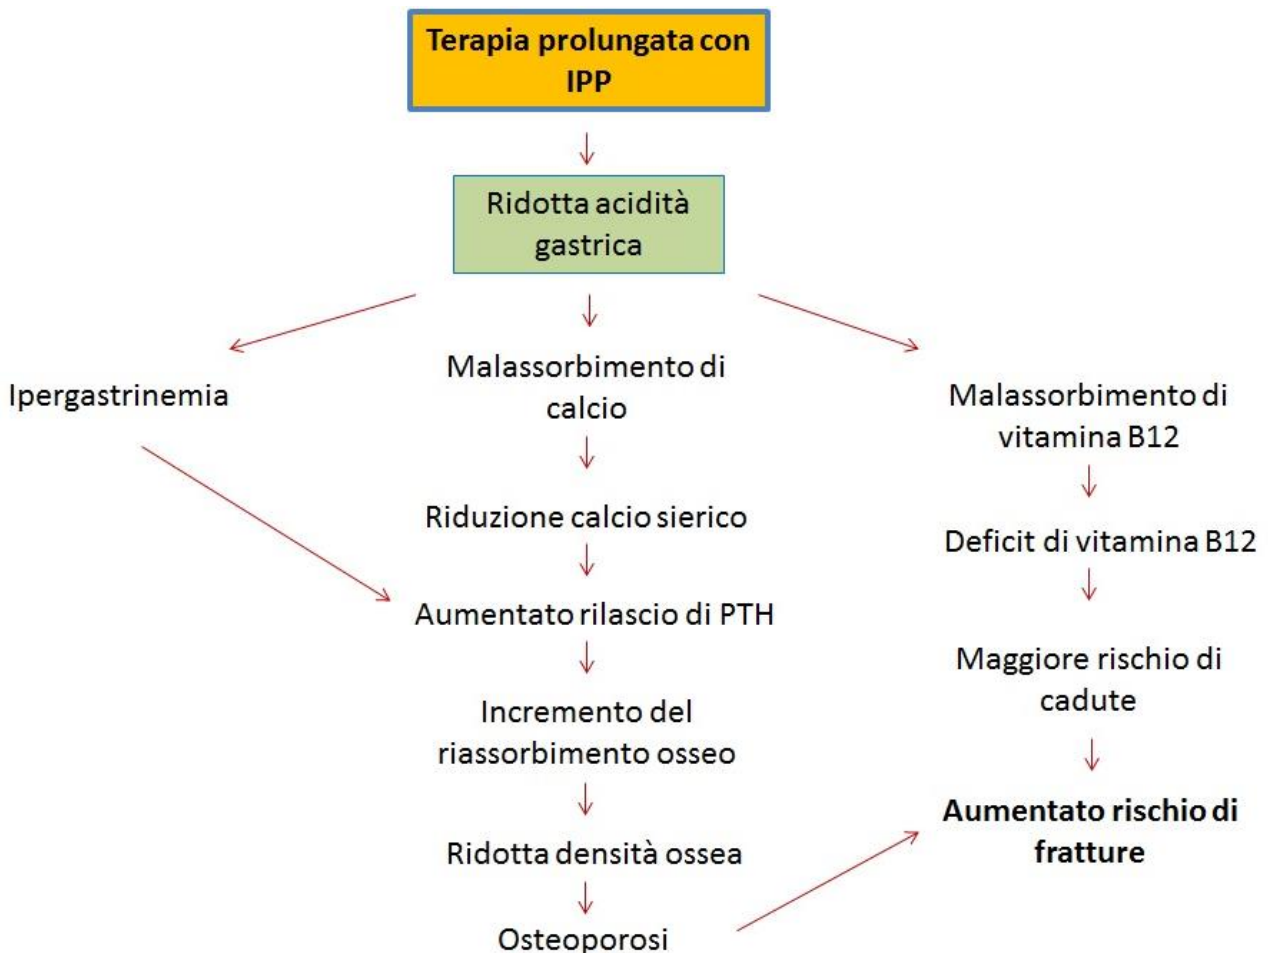 Terapia prolungata con
IPP
Ridotta acidità
gastrica
Ipergastrinemia
Malassorbimento di
calcio
Riduzione calcio sierico
Aumentato rilascio di PTH
Incremento del
riassorbimento osseo
Ridotta densità ossea
Osteoporosi
Malassorbimento di
vitamina B12
Deficit di vitamina B12
Maggiore rischio di
cadute
Aumentato rischio di
fratture